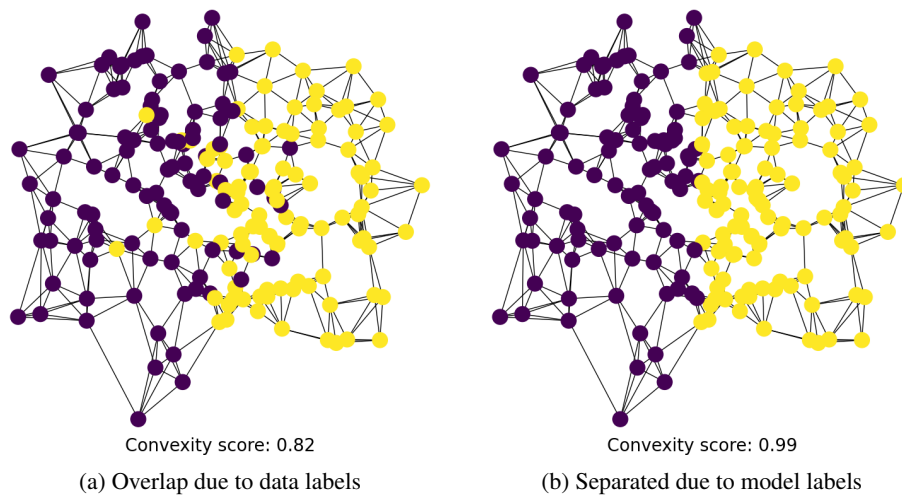 Convexity score: 0.82
Convexity score: 0.99
(a) Overlap due to data labels
(b) Separated due to model labels